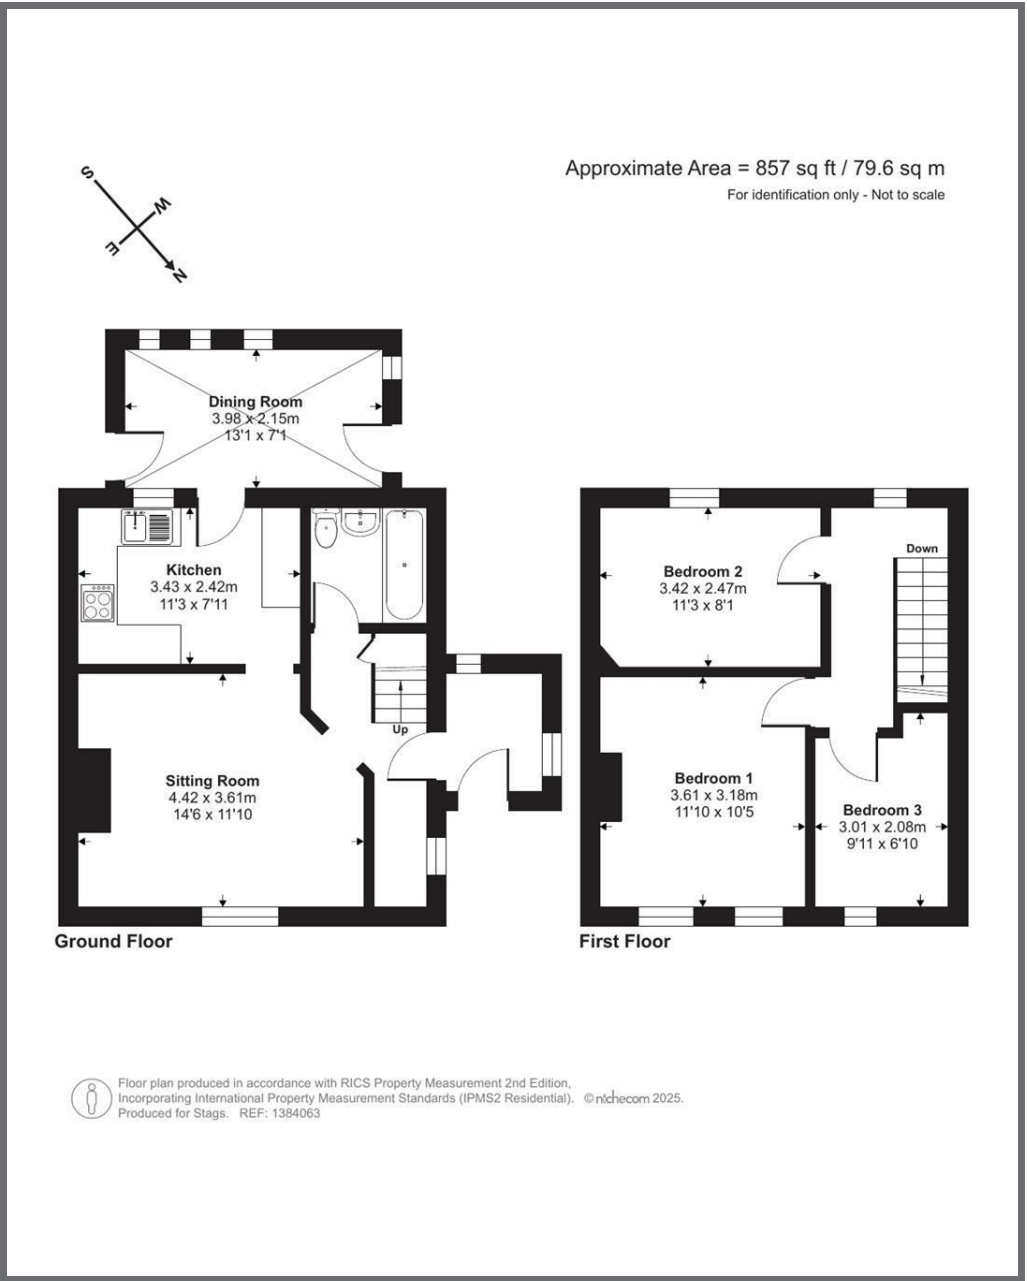 Approximate Area = 857 sq ft / 79.6 sq m
For identification only - Not to scale
S
W
E
N
Dining Room
3.98 x 2.15m
13'1 x 7'1
Kitchen
3.43 x 2.42m
11'3 x 7'11
Sitting Room
4.42 x 3.61m
14'6 x 11'10
Up
Ground Floor
Down
Bedroom 2
3.42 x 2.47m
11'3 x 8'1
Bedroom 1
3.61 x 3.18m
11'10 x 10'5
Bedroom 3
3.01 x 2.08m
9'11 x 6'10
First Floor
Floor plan produced in accordance with RICS Property Measurement 2nd Edition,
Incorporating International Property Measurement Standards (IPMS2 Residential). © nichecom 2025.
Produced for Stags. REF: 1384063